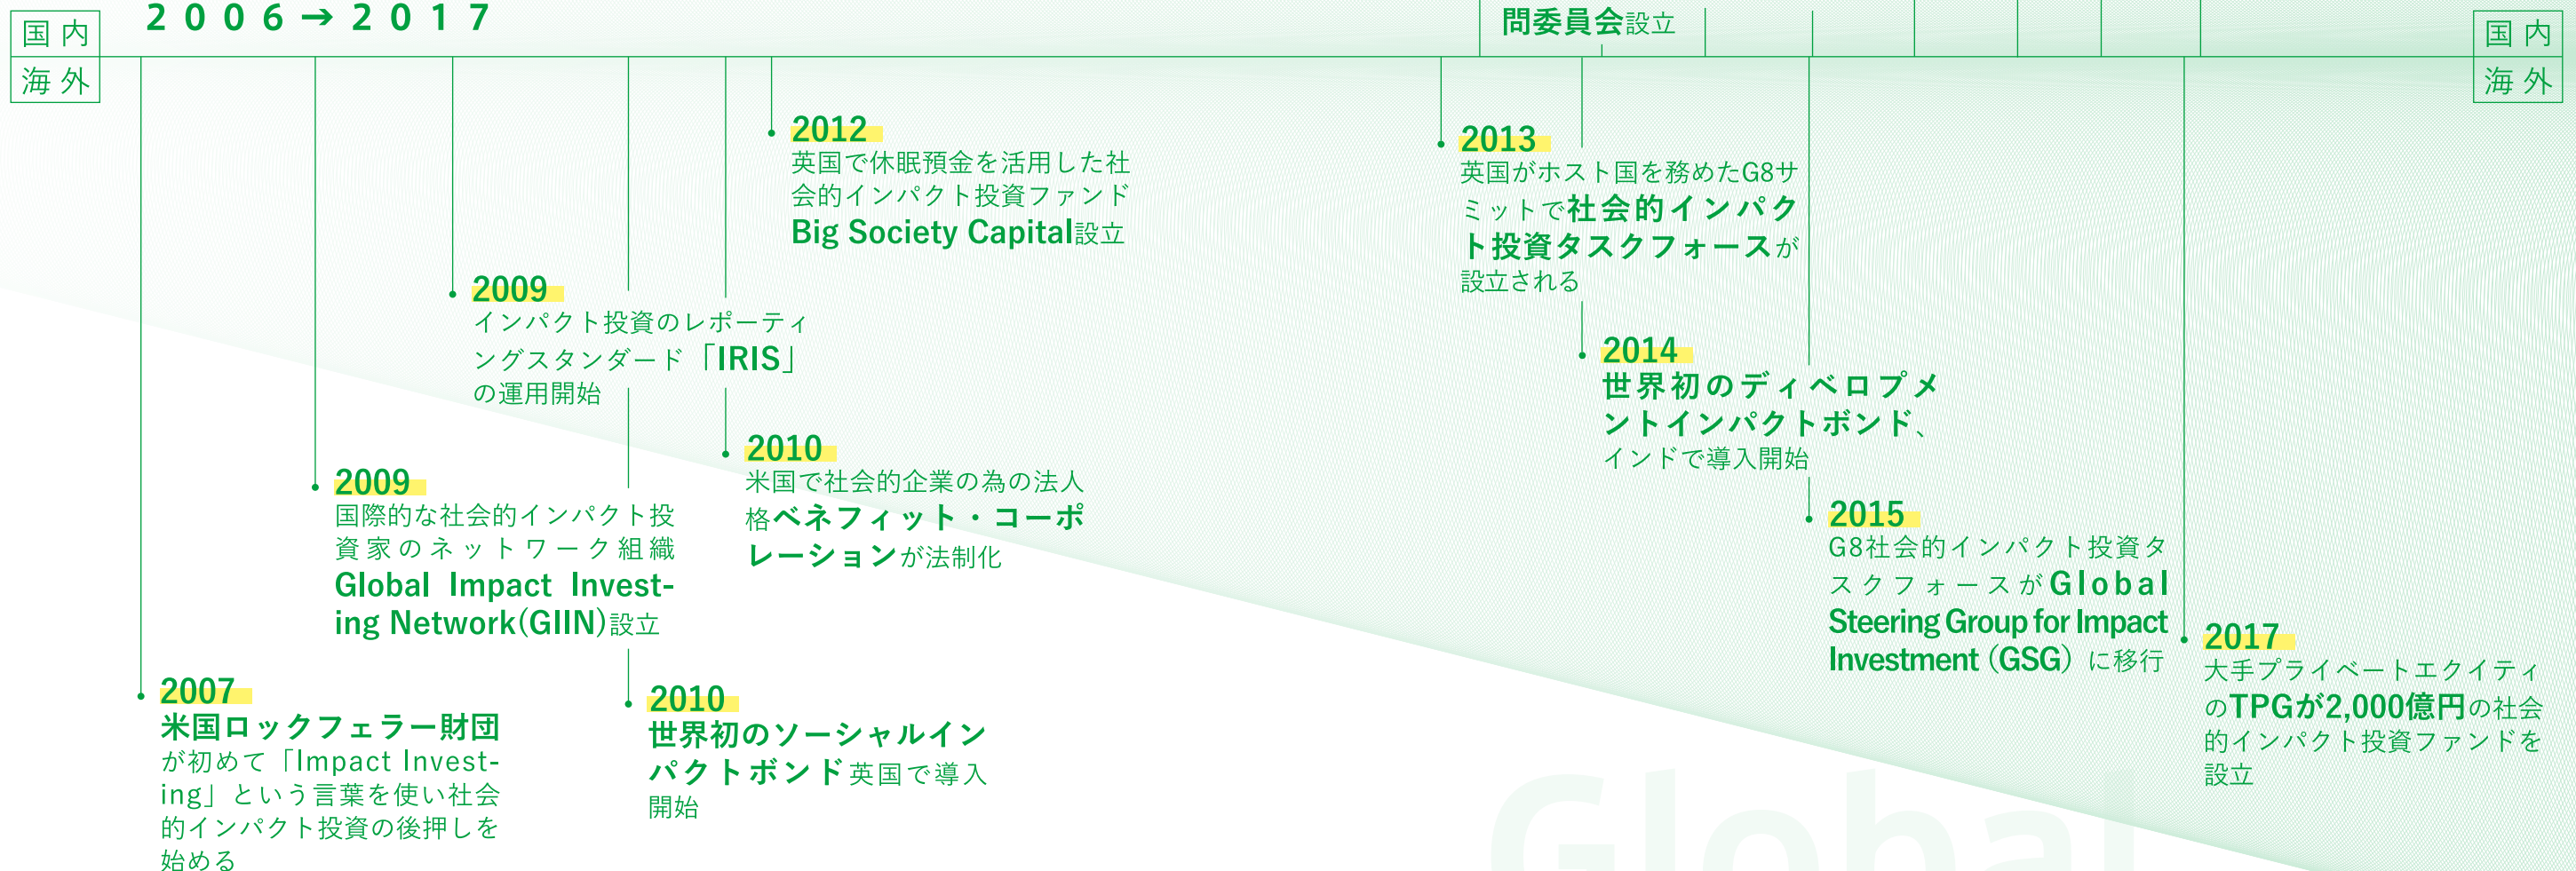 国内
海外
2006→2017
問委員会設立
国内
海外
2012
英国で休眠預金を活用した社
会的インパクト投資ファンド
Big Society Capital設立
2013
英国がホスト国を務めたG8サ
ミットで社会的インパク
ト投資タスクフォースが
設立される
2009
インパクト投資のレポーティ
ングスタンダード「IRIS」
の運用開始
2014
世界初のディベロプメ
ントインパクトボンド、
インドで導入開始
2010
米国で社会的企業の為の法人
格ベネフィット・コーポ
レーションが法制化
2009
国際的な社会的インパクト投
資家のネットワーク組織
Global Impact Invest-
ing Network(GIIN)設立
2015
G8社会的インパクト投資タ
スクフォースがGlobal
Steering Group for Impact
Investment (GSG) に移行
2017
大手プライベートエクイティ
のTPGが2,000億円の社会
的インパクト投資ファンドを
設立
2007
米国ロックフェラー財団
が初めて「Impact Invest-
ing」という言葉を使い社会
的インパクト投資の後押しを
始める
2010
世界初のソーシャルイン
パクトボンド英国で導入
開始
Global